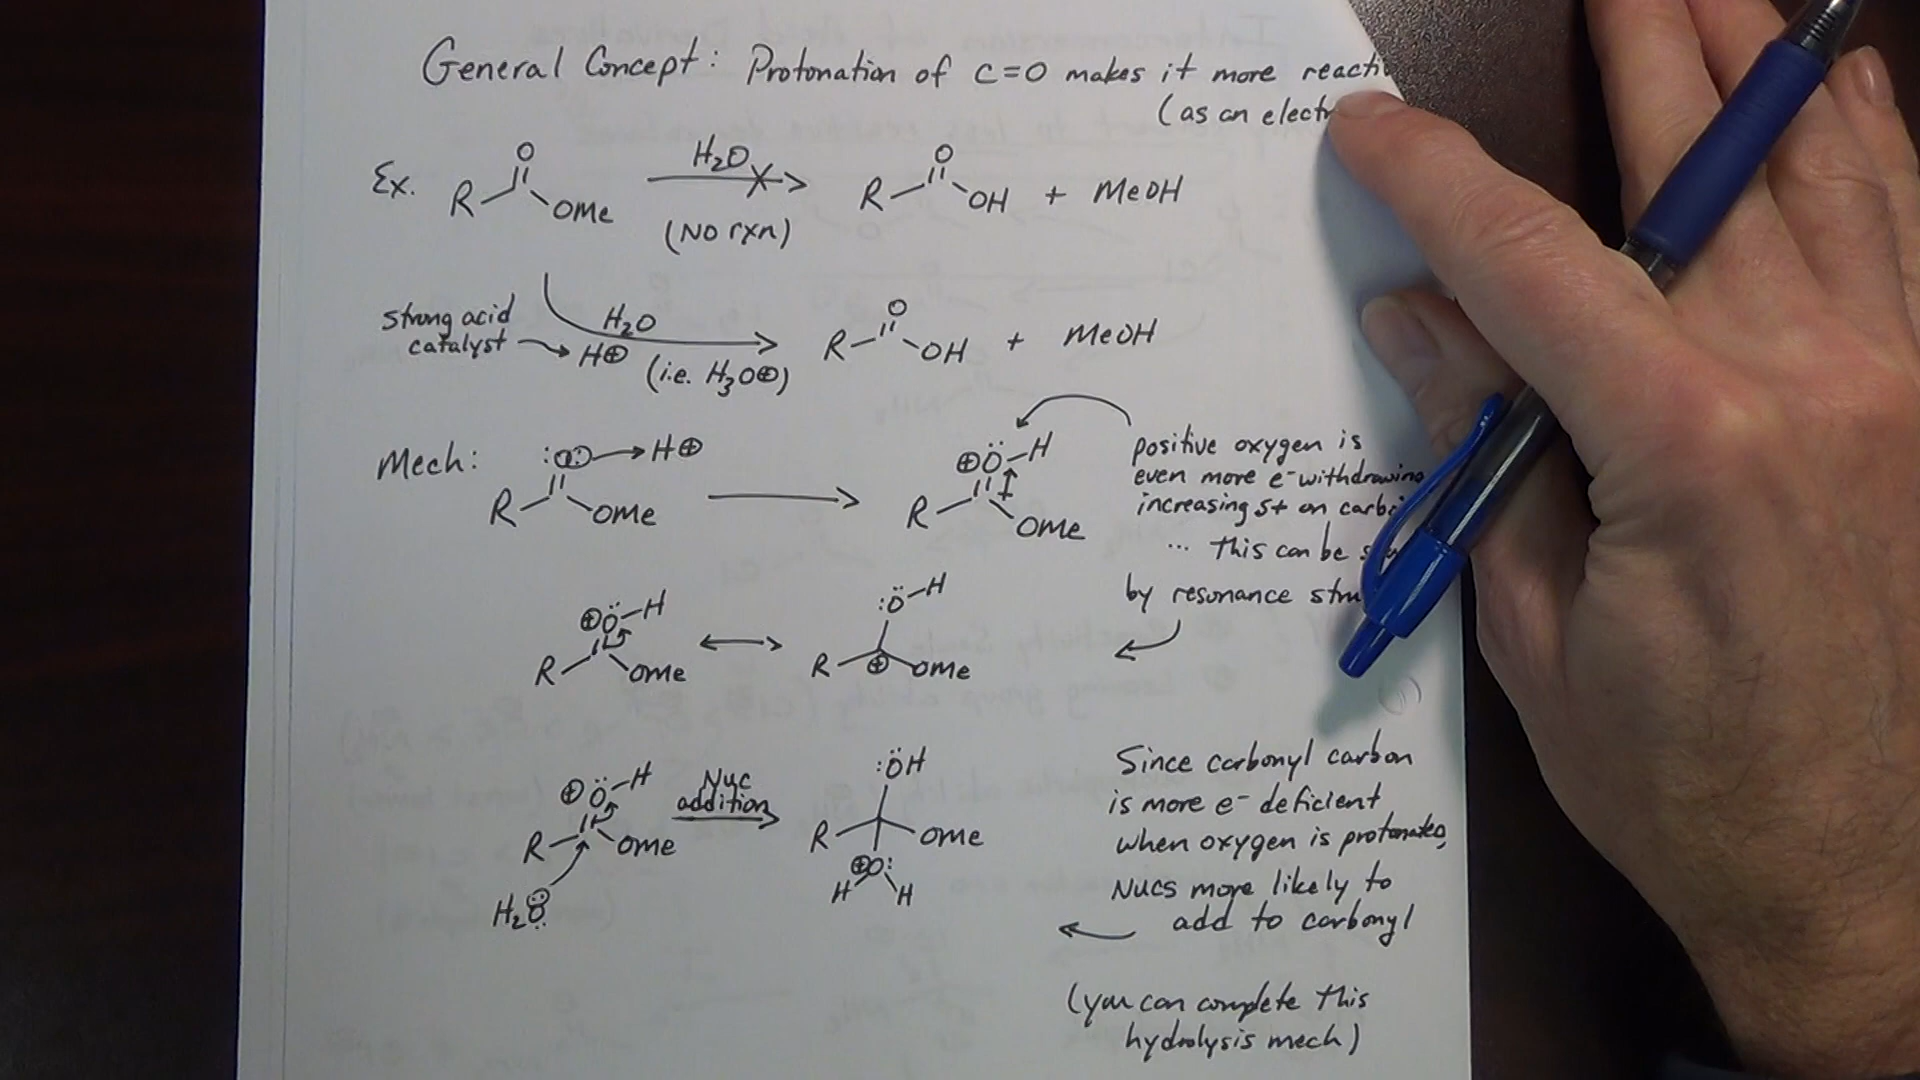 General Concept: Protonation of C=O makes it more reacti
(as an electr
Ex. R O OMe H2O (No rxn) R O OH + MeOH
strong acid catalyst → H⊕ H2O (i.e. H3O⊕) R O OH + MeOH
Mech: R :O: OMe → H⊕ R ⊕Ö-H OMe
positive oxygen is
even more e- withdrawing
increasing δ+ on carb
... this can be
by resonance stru
R ⊕Ö-H OMe ↔ R :Ö-H ⊕ OMe
R ⊕Ö-H OMe H2Ö: Nuc addition R :ÖH OMe ⊕O: H H
Since carbonyl carbon
is more e- deficient
when oxygen is protonated,
Nucs more likely to
add to carbonyl
(you can complete this
hydrolysis mech)